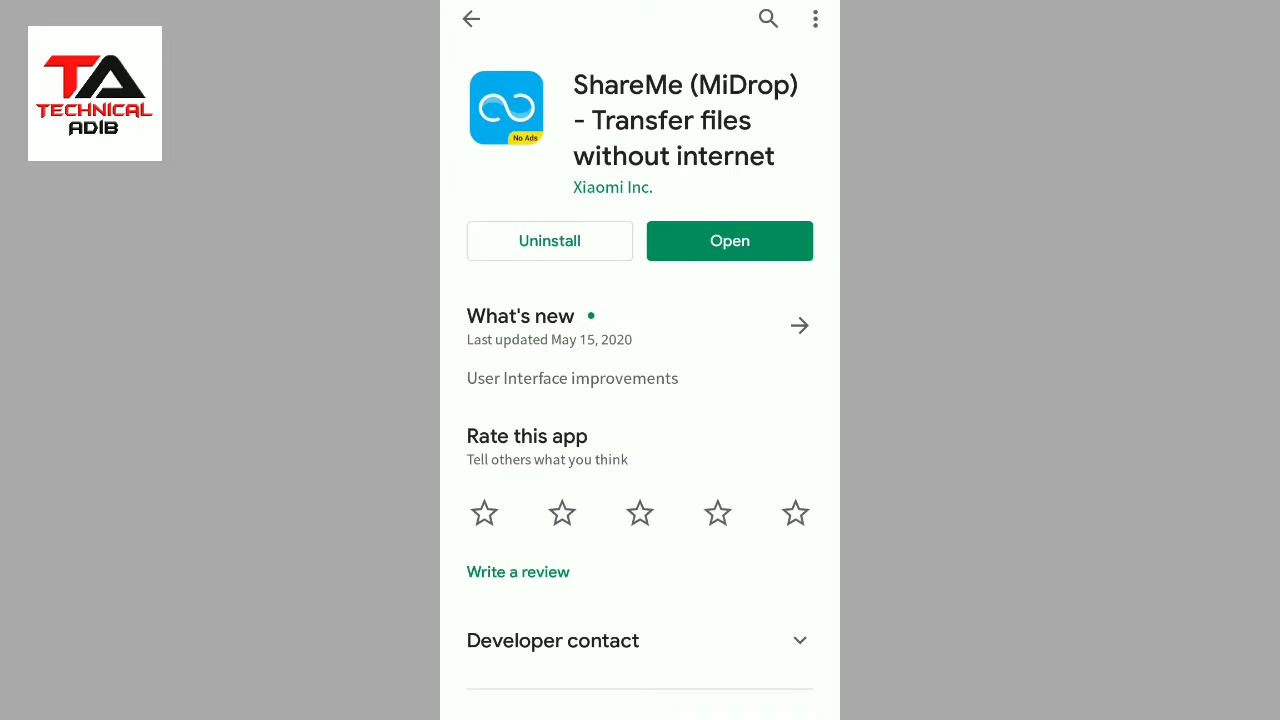 TA
TECHNICAL
ADIB
ShareMe (MiDrop)
- Transfer files
without internet
No Ads
Xiaomi Inc.
Uninstall
Open
What's new
Last updated May 15, 2020
User Interface improvements
Rate this app
Tell others what you think
Write a review
Developer contact